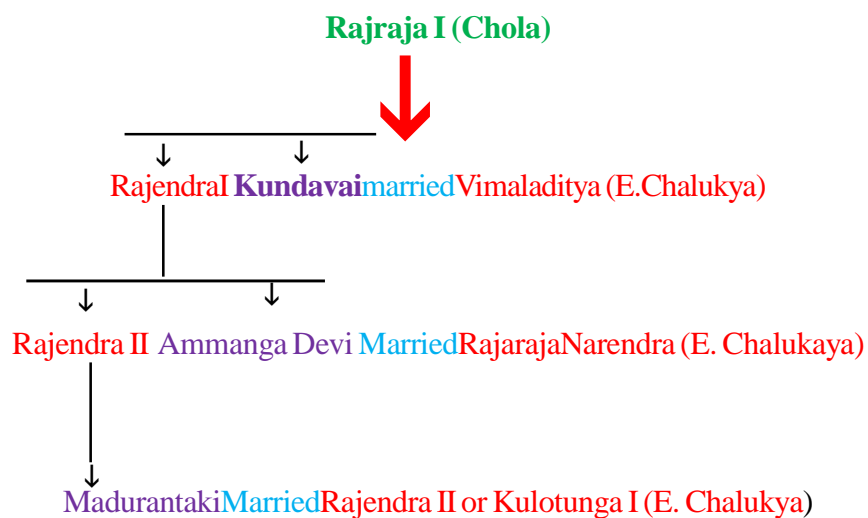 Rajraja I (Chola)
RajendraI KundavaimarriedVimaladitya (E.Chalukya)
Rajendra II Ammanga Devi MarriedRajarajaNarendra (E. Chalukaya)
MadurantakiMarriedRajendra II or Kulotunga I (E. Chalukya)